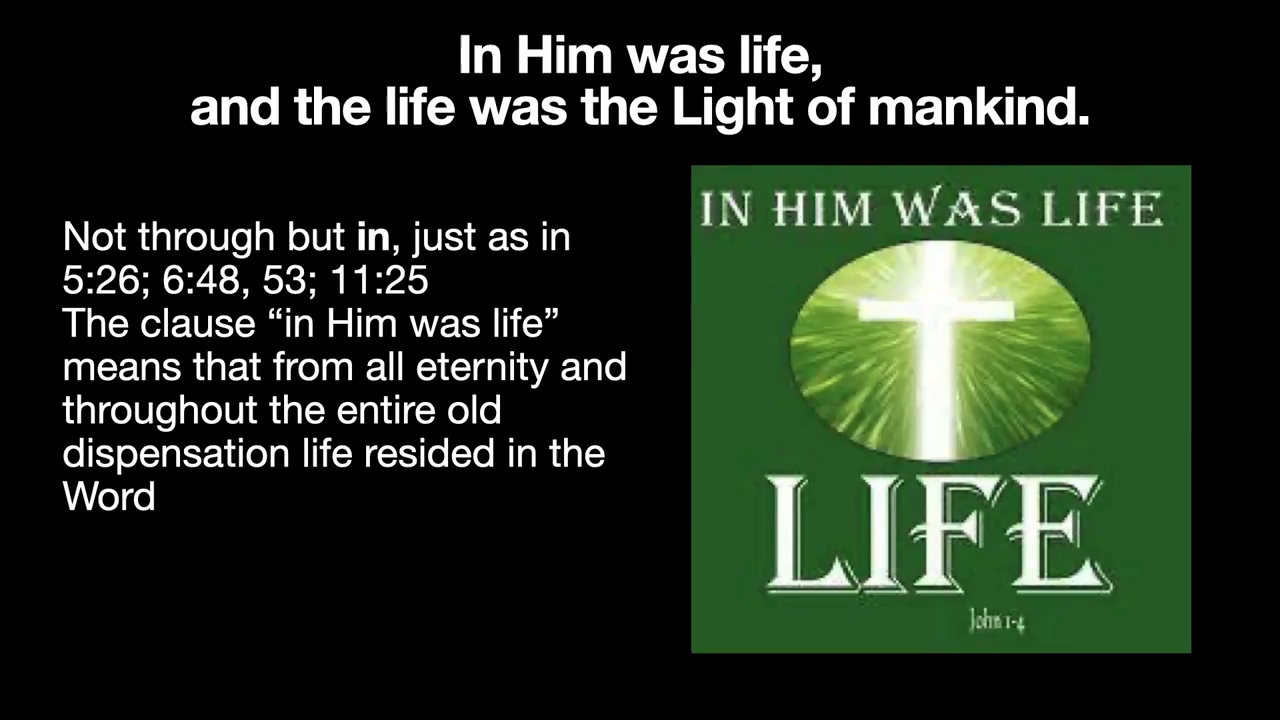 In Him was life,
and the life was the Light of mankind.
Not through but in, just as in
5:26; 6:48, 53; 11:25
The clause “in Him was life”
means that from all eternity and
throughout the entire old
dispensation life resided in the
Word
IN HIM WAS LIFE
LIFE
John 1-4